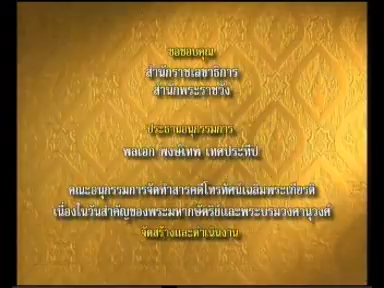 ขอขอบคุณ
สำนักราชเลขาธิการ
สำนักพระราชวัง
ประธานอนุกรรมการ
พลเอก พงษ์เทพ เทศประทีป
คณะอนุกรรมการจัดทำสารคดีโทรทัศน์เฉลิมพระเกียรติ
เนื่องในวันสำคัญของพระมหากษัตริย์และพระบรมวงศานุวงศ์
จัดสร้างและดำเนินงาน